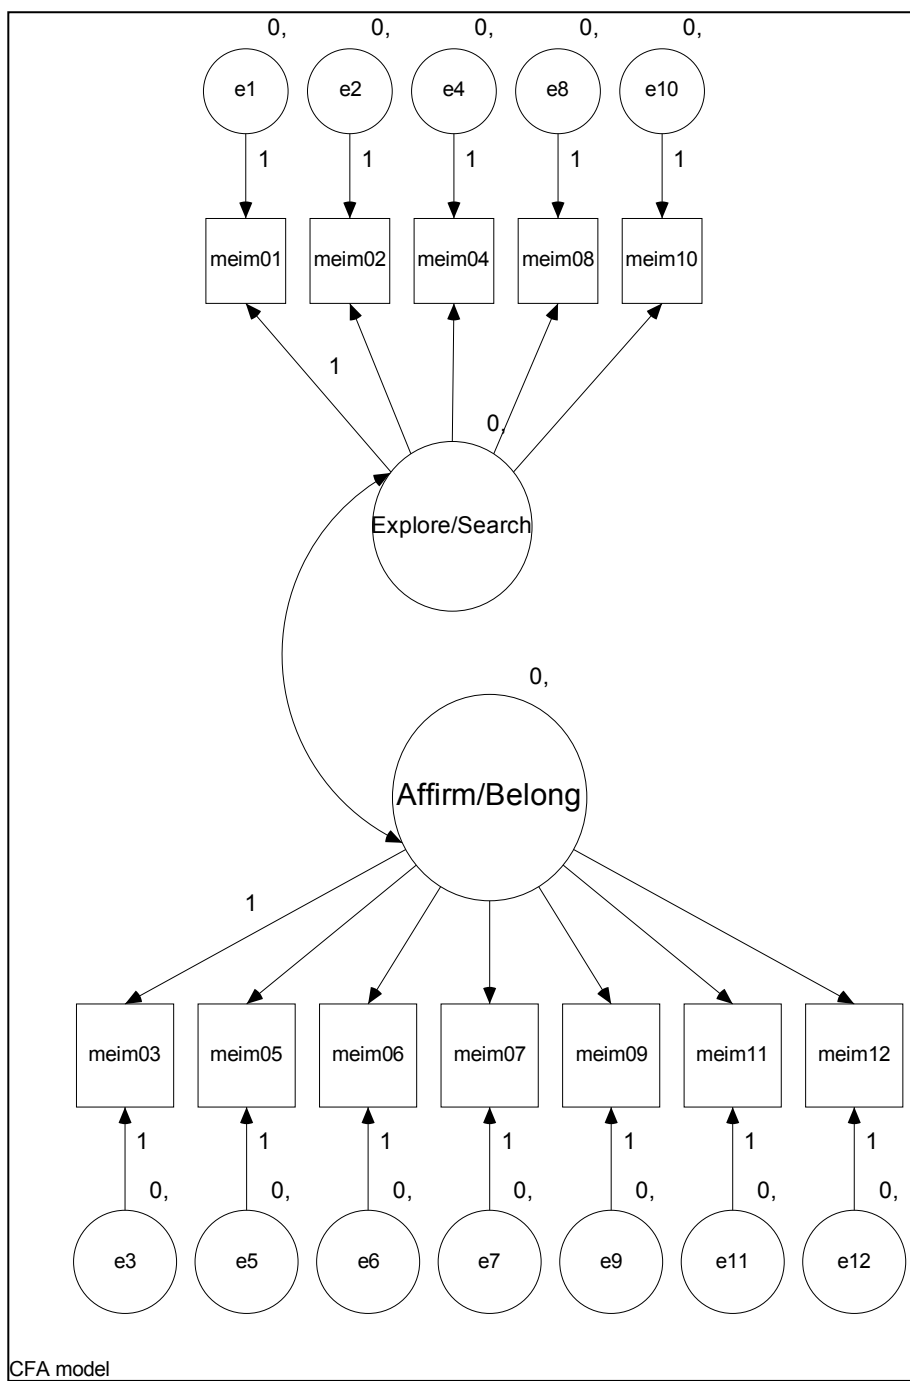 0, 0, 0, 0, 0,
e1 e2 e4 e8 e10
1 1 1 1 1
meim01 meim02 meim04 meim08 meim10
1
0,
Explore/Search
0,
Affirm/Belong
1
meim03 meim05 meim06 meim07 meim09 meim11 meim12
1 1 1 1 1 1 1
0, 0, 0, 0, 0, 0, 0,
e3 e5 e6 e7 e9 e11 e12
CFA model